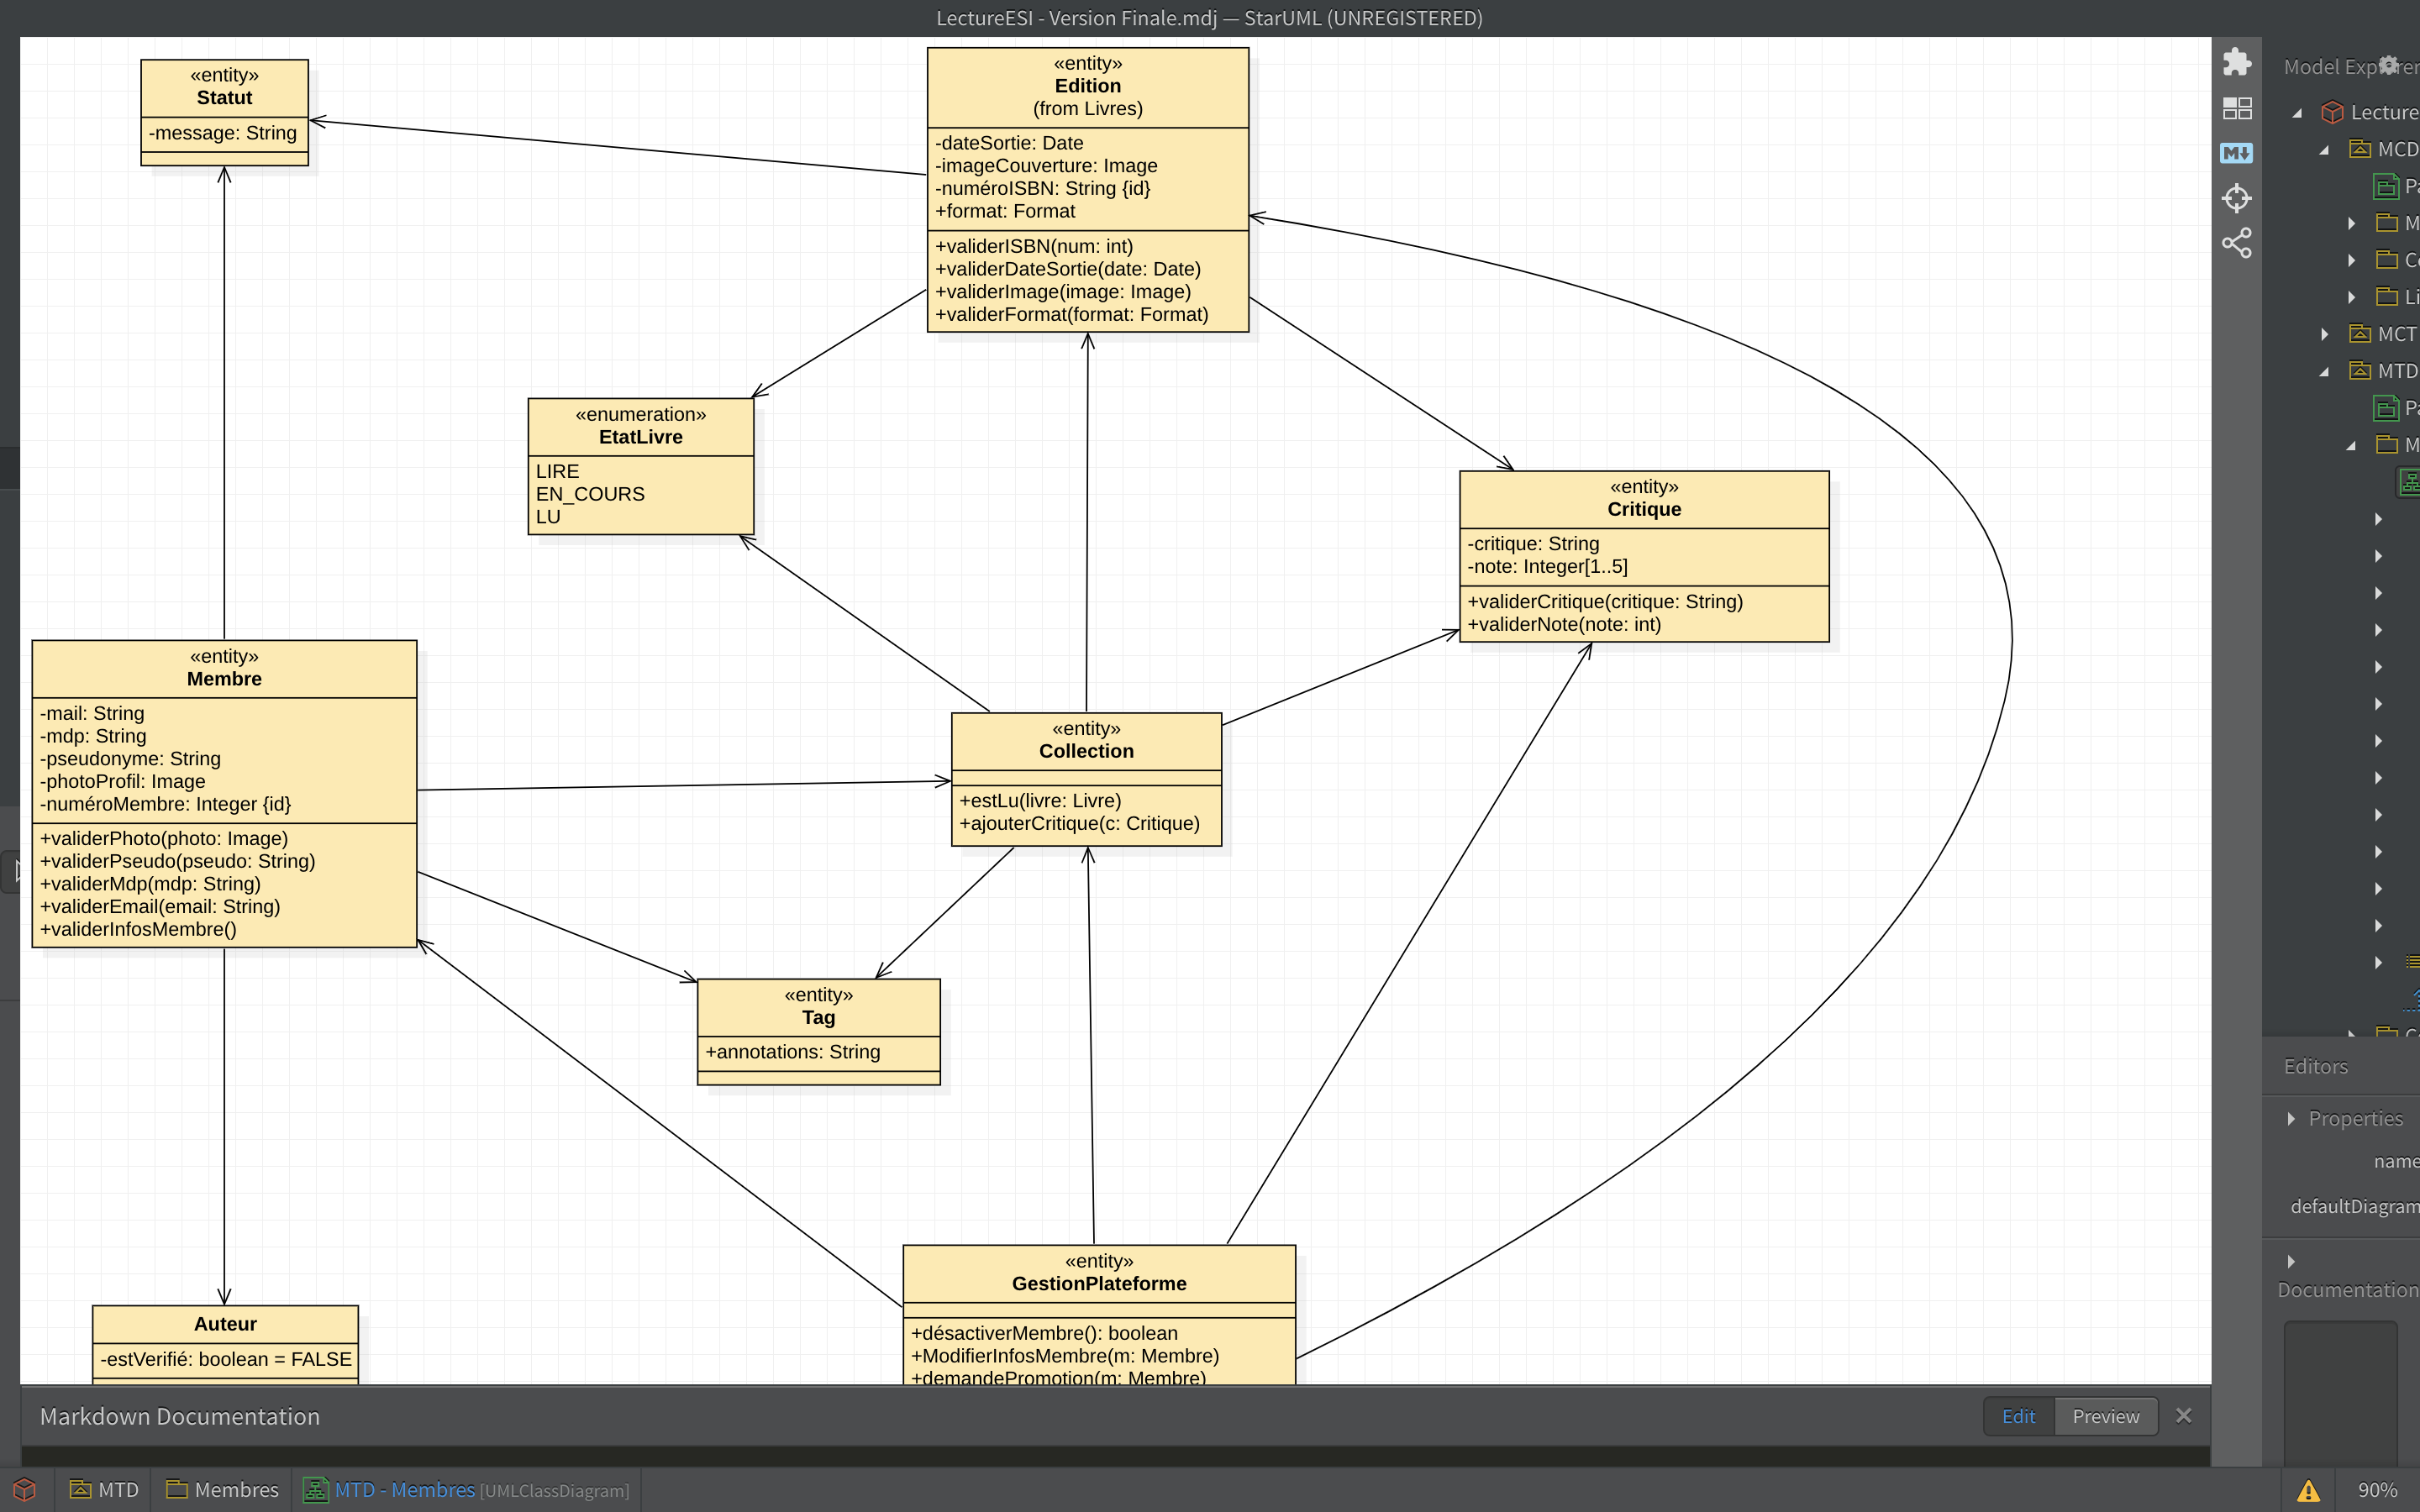 LectureESI - Version Finale.mdj — StarUML (UNREGISTERED)
«entity»
Statut
-message: String
«entity»
Edition
(from Livres)
-dateSortie: Date
-imageCouverture: Image
-numéroISBN: String {id}
+format: Format
+validerISBN(num: int)
+validerDateSortie(date: Date)
+validerImage(image: Image)
+validerFormat(format: Format)
«enumeration»
EtatLivre
LIRE
EN_COURS
LU
«entity»
Critique
-critique: String
-note: Integer[1..5]
+validerCritique(critique: String)
+validerNote(note: int)
«entity»
Membre
-mail: String
-mdp: String
-pseudonyme: String
-photoProfil: Image
-numéroMembre: Integer {id}
+validerPhoto(photo: Image)
+validerPseudo(pseudo: String)
+validerMdp(mdp: String)
+validerEmail(email: String)
+validerInfosMembre()
«entity»
Collection
+estLu(livre: Livre)
+ajouterCritique(c: Critique)
«entity»
Tag
+annotations: String
«entity»
GestionPlateforme
+désactiverMembre(): boolean
+ModifierInfosMembre(m: Membre)
+demandePromotion(m: Membre)
Auteur
-estVerifié: boolean = FALSE
Model Explorer
Lecture
MCD
MCT
MTD
M↓
Editors
Properties
name
defaultDiagram
Documentation
Markdown Documentation
Edit
Preview
MTD
Membres
MTD - Membres [UMLClassDiagram]
90%